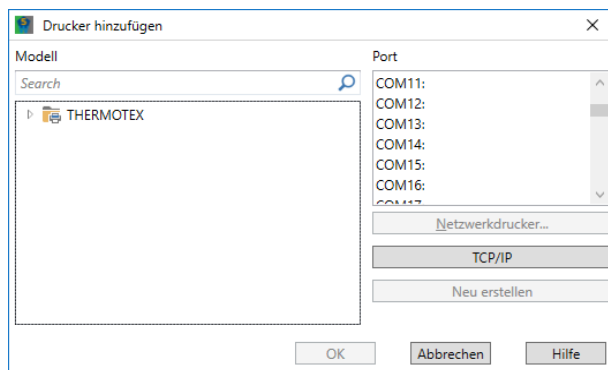 Drucker hinzufügen
Modell
Search
THERMOTEX
Port
COM11:
COM12:
COM13:
COM14:
COM15:
COM16:
COM17
Netzwerkdrucker...
TCP/IP
Neu erstellen
OK
Abbrechen
Hilfe